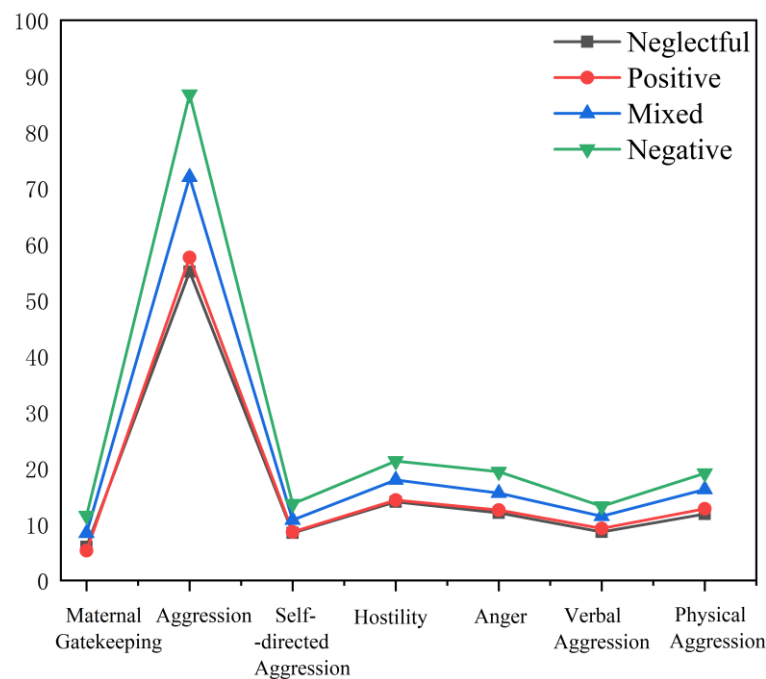 100
90
80
70
60
50
40
30
20
10
0
Neglectful
Positive
Mixed
Negative
Maternal
Gatekeeping
Aggression
Self-
-directed
Aggression
Hostility
Anger
Verbal
Aggression
Physical
Aggression